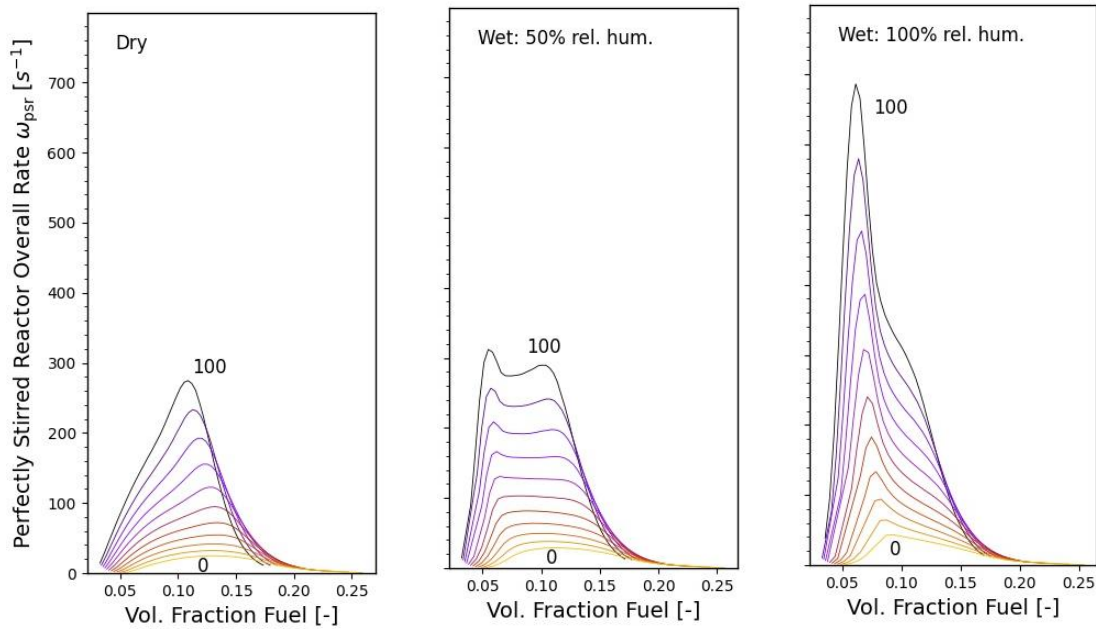 Perfectly Stirred Reactor Overall Rate ωpsr [s⁻¹]
Dry
700
600
500
400
300
200
100
0
100
0
0.05 0.10 0.15 0.20 0.25
Vol. Fraction Fuel [-]
Wet: 50% rel. hum.
100
0
0.05 0.10 0.15 0.20 0.25
Vol. Fraction Fuel [-]
Wet: 100% rel. hum.
100
0
0.05 0.10 0.15 0.20 0.25
Vol. Fraction Fuel [-]